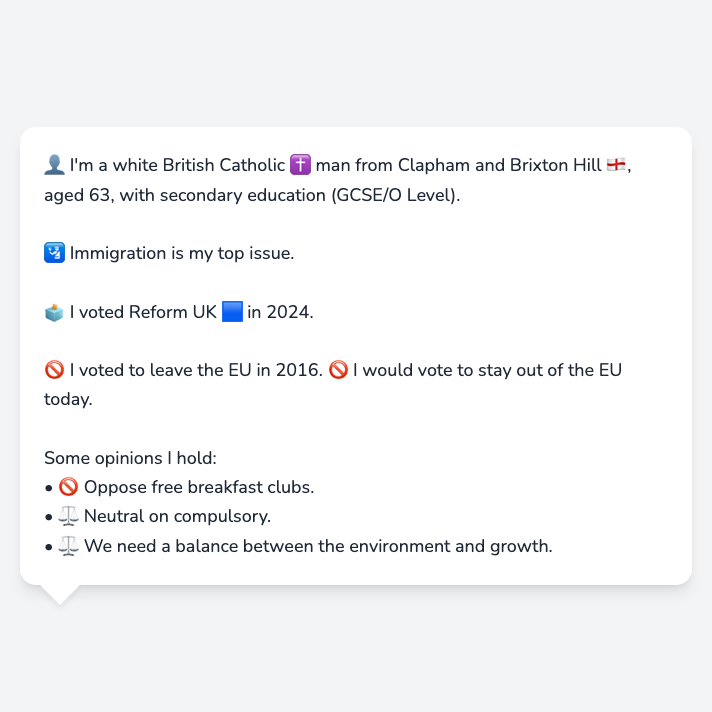 👤 I'm a white British Catholic ✝️ man from Clapham and Brixton Hill 🏴󠁧󠁢󠁥󠁮󠁧󠁿,
aged 63, with secondary education (GCSE/O Level).
🛂 Immigration is my top issue.
🗳️ I voted Reform UK 🟦 in 2024.
🚫 I voted to leave the EU in 2016. 🚫 I would vote to stay out of the EU
today.
Some opinions I hold:
• 🚫 Oppose free breakfast clubs.
• ⚖️ Neutral on compulsory.
• ⚖️ We need a balance between the environment and growth.